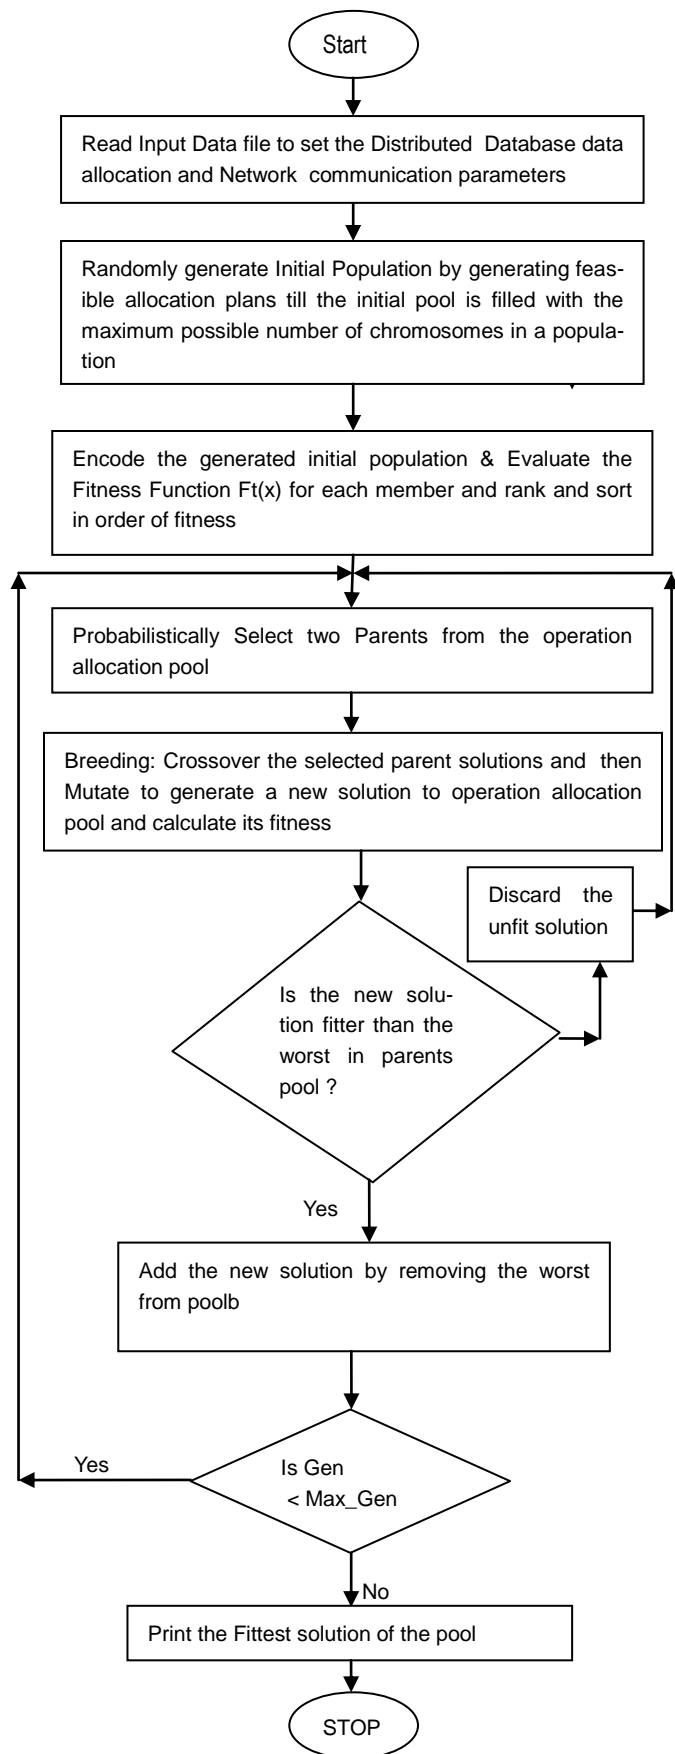 Start
Read Input Data file to set the Distributed Database data
allocation and Network communication parameters
Randomly generate Initial Population by generating feas-
ible allocation plans till the initial pool is filled with the
maximum possible number of chromosomes in a popula-
tion
Encode the generated initial population & Evaluate the
Fitness Function Ft(x) for each member and rank and sort
in order of fitness
Probabilistically Select two Parents from the operation
allocation pool
Breeding: Crossover the selected parent solutions and then
Mutate to generate a new solution to operation allocation
pool and calculate its fitness
Discard the
unfit solution
Is the new solu-
tion fitter than the
worst in parents
pool ?
Yes
Add the new solution by removing the worst
from poolb
Yes
Is Gen
< Max_Gen
No
Print the Fittest solution of the pool
STOP